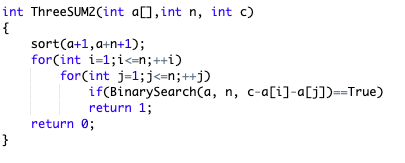 int ThreeSUM2(int a[],int n, int c)
{
    sort(a+1,a+n+1);
    for(int i=1;i<=n;++i)
        for(int j=1;j<=n;++j)
            if(BinarySearch(a, n, c-a[i]-a[j])==True)
            return 1;
    return 0;
}